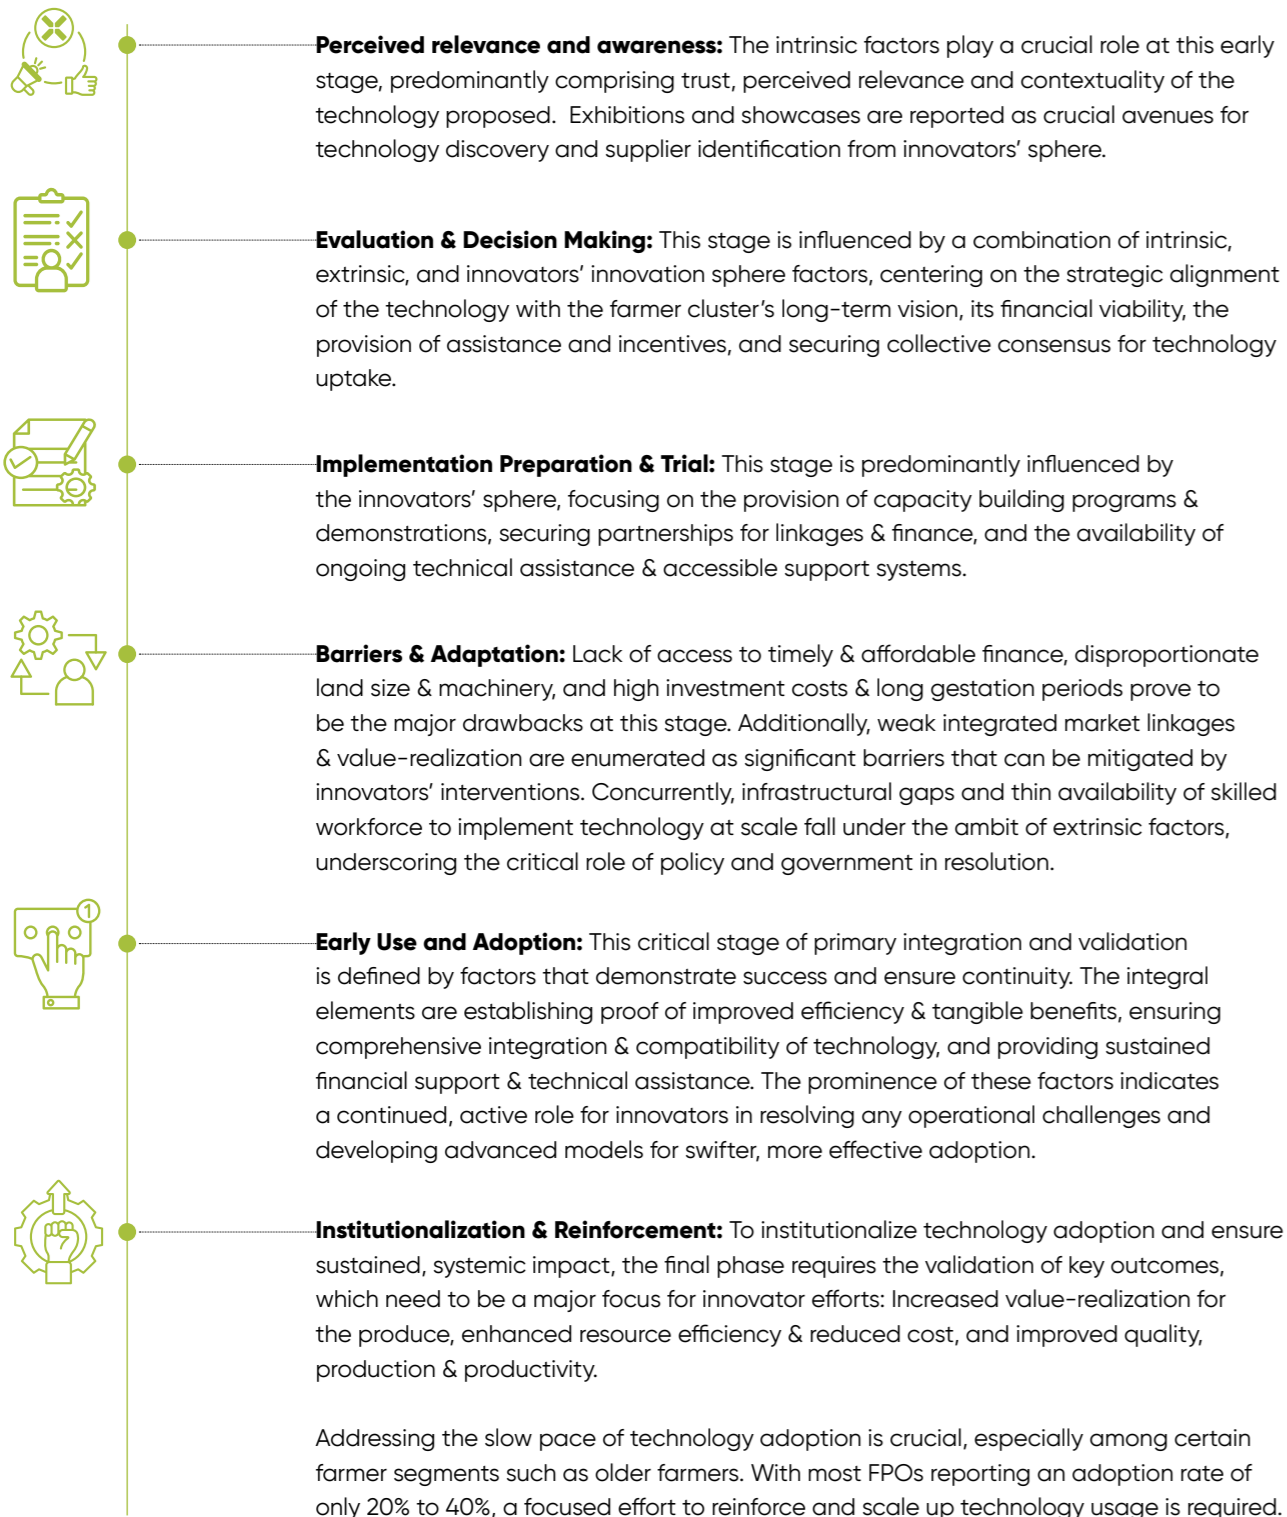 Perceived relevance and awareness: The intrinsic factors play a crucial role at this early
stage, predominantly comprising trust, perceived relevance and contextuality of the
technology proposed.  Exhibitions and showcases are reported as crucial avenues for
technology discovery and supplier identification from innovators’ sphere.
Evaluation & Decision Making: This stage is influenced by a combination of intrinsic,
extrinsic, and innovators’ innovation sphere factors, centering on the strategic alignment
of the technology with the farmer cluster’s long-term vision, its financial viability, the
provision of assistance and incentives, and securing collective consensus for technology
uptake.
Implementation Preparation & Trial: This stage is predominantly influenced by
the innovators’ sphere, focusing on the provision of capacity building programs &
demonstrations, securing partnerships for linkages & finance, and the availability of
ongoing technical assistance & accessible support systems.
Barriers & Adaptation: Lack of access to timely & affordable finance, disproportionate
land size & machinery, and high investment costs & long gestation periods prove to
be the major drawbacks at this stage. Additionally, weak integrated market linkages
& value-realization are enumerated as significant barriers that can be mitigated by
innovators’ interventions. Concurrently, infrastructural gaps and thin availability of skilled
workforce to implement technology at scale fall under the ambit of extrinsic factors,
underscoring the critical role of policy and government in resolution.
1
Early Use and Adoption: This critical stage of primary integration and validation
is defined by factors that demonstrate success and ensure continuity. The integral
elements are establishing proof of improved efficiency & tangible benefits, ensuring
comprehensive integration & compatibility of technology, and providing sustained
financial support & technical assistance. The prominence of these factors indicates
a continued, active role for innovators in resolving any operational challenges and
developing advanced models for swifter, more effective adoption.
Institutionalization & Reinforcement: To institutionalize technology adoption and ensure
sustained, systemic impact, the final phase requires the validation of key outcomes,
which need to be a major focus for innovator efforts: Increased value-realization for
the produce, enhanced resource efficiency & reduced cost, and improved quality,
production & productivity.
Addressing the slow pace of technology adoption is crucial, especially among certain
farmer segments such as older farmers. With most FPOs reporting an adoption rate of
only 20% to 40%, a focused effort to reinforce and scale up technology usage is required.